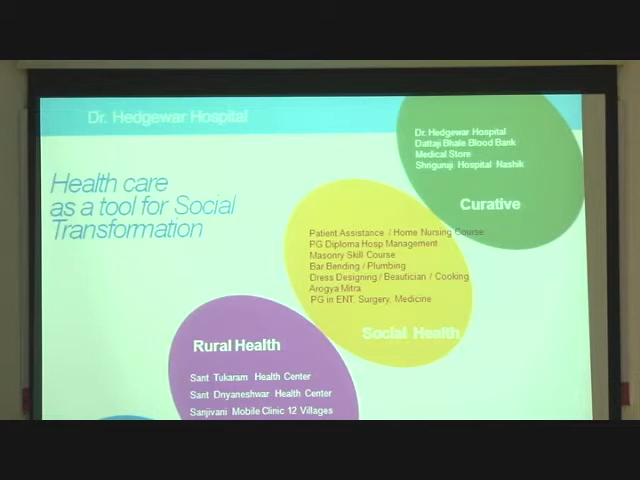 Dr. Hedgewar Hospital
Health care
as a tool for Social
Transformation
Dr. Hedgewar Hospital
Dattaji Bhale Blood Bank
Medical Store
Shriguruji Hospital Nashik
Curative
Patient Assistance / Home Nursing Course
PG Diploma Hosp Management
Masonry Skill Course
Bar Bending / Plumbing
Dress Designing / Beautician / Cooking
Arogya Mitra
PG in ENT, Surgery, Medicine
Social Health
Rural Health
Sant Tukaram Health Center
Sant Dnyaneshwar Health Center
Sanjivani Mobile Clinic 12 Villages